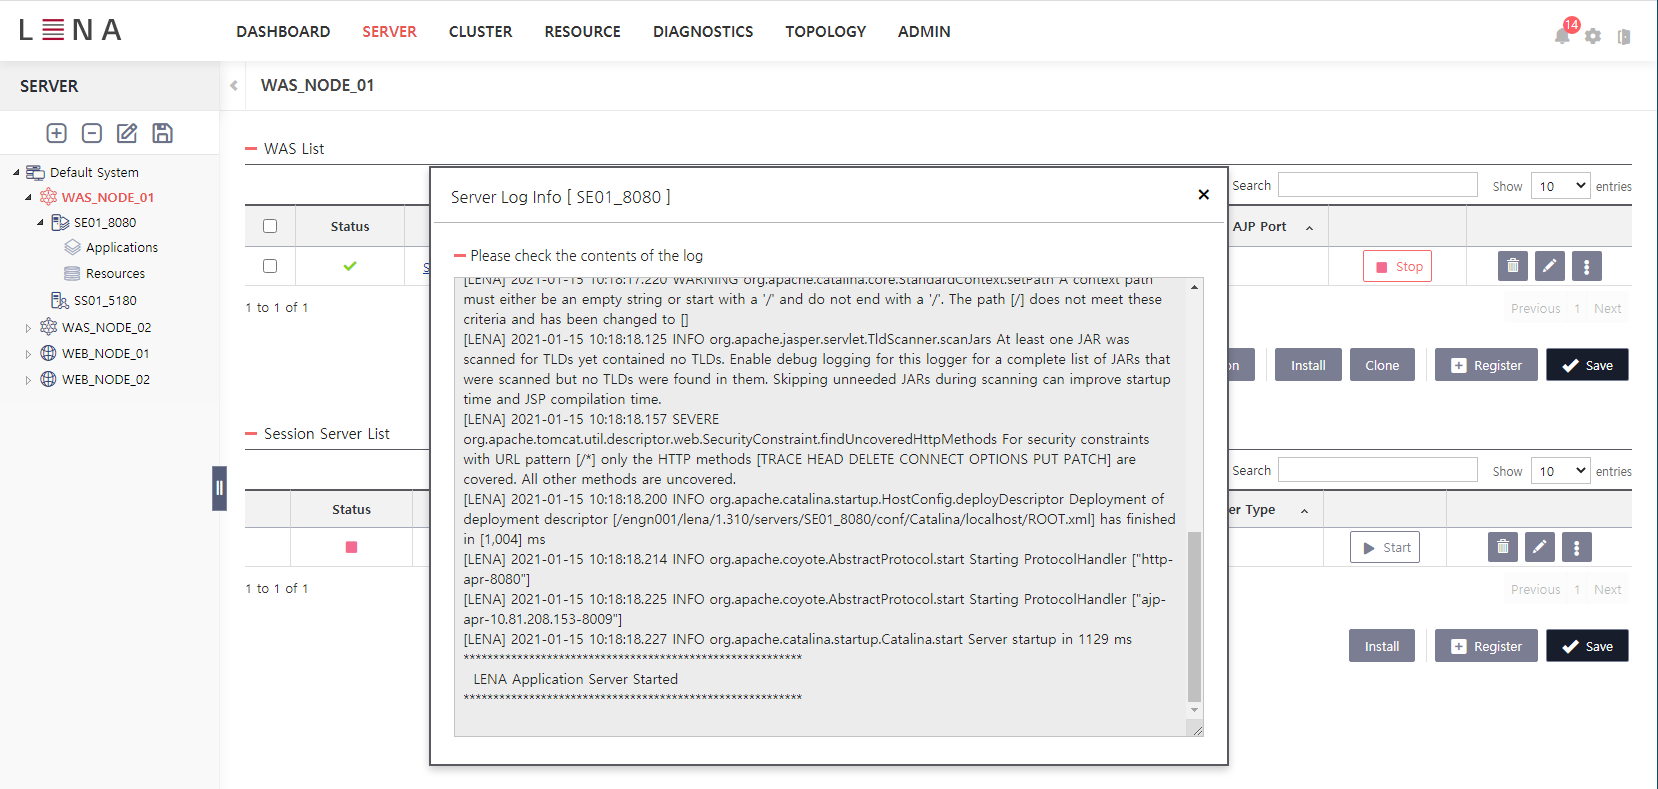 LENA
DASHBOARD SERVER CLUSTER RESOURCE DIAGNOSTICS TOPOLOGY ADMIN
14
SERVER
WAS_NODE_01
Default System
WAS_NODE_01
SE01_8080
Applications
Resources
SS01_5180
WAS_NODE_02
WEB_NODE_01
WEB_NODE_02
WAS List
Search
Show 10 entries
Status
AJP Port
S
Stop
1 to 1 of 1
Previous 1 Next
on
Install
Clone
Register
Save
Session Server List
Search
Show 10 entries
Status
er Type
Start
1 to 1 of 1
Previous 1 Next
Install
Register
Save
Server Log Info [ SE01_8080 ]
Please check the contents of the log
[LENA] 2021-01-15 10:18:17.220 WARNING org.apache.catalina.core.StandardContext.setPath A context path
must either be an empty string or start with a '/' and do not end with a '/'. The path [/] does not meet these
criteria and has been changed to []
[LENA] 2021-01-15 10:18:18.125 INFO org.apache.jasper.servlet.TldScanner.scanJars At least one JAR was
scanned for TLDs yet contained no TLDs. Enable debug logging for this logger for a complete list of JARs that
were scanned but no TLDs were found in them. Skipping unneeded JARs during scanning can improve startup
time and JSP compilation time.
[LENA] 2021-01-15 10:18:18.157 SEVERE
org.apache.tomcat.util.descriptor.web.SecurityConstraint.findUncoveredHttpMethods For security constraints
with URL pattern [/*] only the HTTP methods [TRACE HEAD DELETE CONNECT OPTIONS PUT PATCH] are
covered. All other methods are uncovered.
[LENA] 2021-01-15 10:18:18.200 INFO org.apache.catalina.startup.HostConfig.deployDescriptor Deployment of
deployment descriptor [/engn001/lena/1.310/servers/SE01_8080/conf/Catalina/localhost/ROOT.xml] has finished
in [1,004] ms
[LENA] 2021-01-15 10:18:18.214 INFO org.apache.coyote.AbstractProtocol.start Starting ProtocolHandler ["http-
apr-8080"]
[LENA] 2021-01-15 10:18:18.225 INFO org.apache.coyote.AbstractProtocol.start Starting ProtocolHandler ["ajp-
apr-10.81.208.153-8009"]
[LENA] 2021-01-15 10:18:18.227 INFO org.apache.catalina.startup.Catalina.start Server startup in 1129 ms
*********************************************************
LENA Application Server Started
*********************************************************